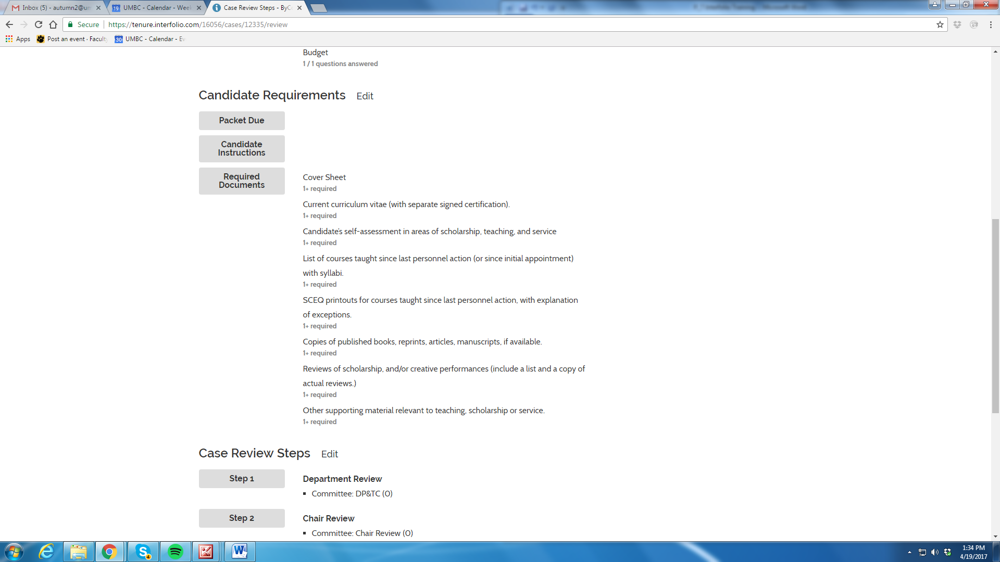 Inbox (5) - autumn2@um
UMBC - Calendar - Week
Case Review Steps - ByC
Secure
https://tenure.interfolio.com/16056/cases/12335/review
Apps
Post an event · Faculty
30
UMBC - Calendar - Ev
Budget
1 / 1 questions answered
Candidate Requirements Edit
Packet Due
Candidate
Instructions
Required
Documents
Cover Sheet
1+ required
Current curriculum vitae (with separate signed certification).
1+ required
Candidate's self-assessment in areas of scholarship, teaching, and service
1+ required
List of courses taught since last personnel action (or since initial appointment)
with syllabi.
1+ required
SCEQ printouts for courses taught since last personnel action, with explanation
of exceptions.
1+ required
Copies of published books, reprints, articles, manuscripts, if available.
1+ required
Reviews of scholarship, and/or creative performances (include a list and a copy of
actual reviews.)
1+ required
Other supporting material relevant to teaching, scholarship or service.
1+ required
Case Review Steps Edit
Step 1
Department Review
Committee: DP&TC (0)
Step 2
Chair Review
Committee: Chair Review (0)
4
1:34 PM
4/19/2017